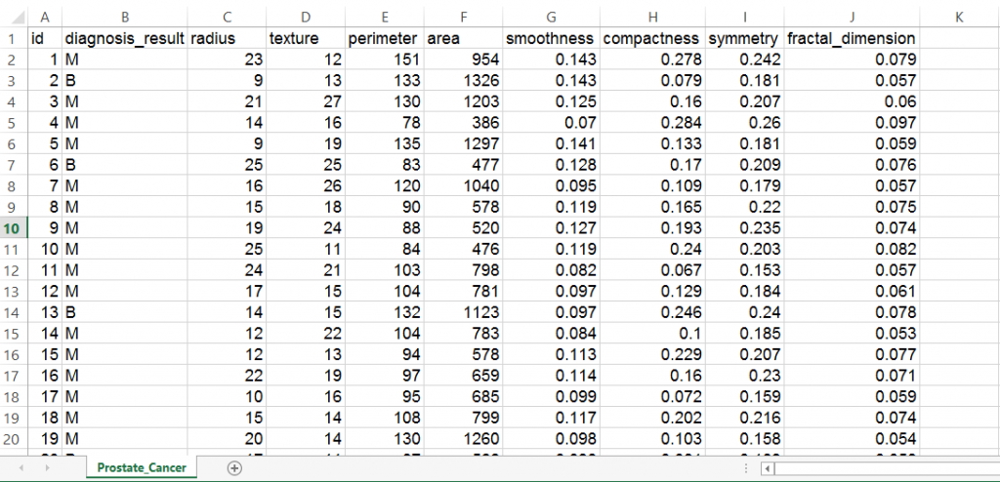 A B C D E F G H I J K
1 id diagnosis_result radius texture perimeter area smoothness compactness symmetry fractal_dimension
2 1 M 23 12 151 954 0.143 0.278 0.242 0.079
3 2 B 9 13 133 1326 0.143 0.079 0.181 0.057
4 3 M 21 27 130 1203 0.125 0.16 0.207 0.06
5 4 M 14 16 78 386 0.07 0.284 0.26 0.097
6 5 M 9 19 135 1297 0.141 0.133 0.181 0.059
7 6 B 25 25 83 477 0.128 0.17 0.209 0.076
8 7 M 16 26 120 1040 0.095 0.109 0.179 0.057
9 8 M 15 18 90 578 0.119 0.165 0.22 0.075
10 9 M 19 24 88 520 0.127 0.193 0.235 0.074
11 10 M 25 11 84 476 0.119 0.24 0.203 0.082
12 11 M 24 21 103 798 0.082 0.067 0.153 0.057
13 12 M 17 15 104 781 0.097 0.129 0.184 0.061
14 13 B 14 15 132 1123 0.097 0.246 0.24 0.078
15 14 M 12 22 104 783 0.084 0.1 0.185 0.053
16 15 M 12 13 94 578 0.113 0.229 0.207 0.077
17 16 M 22 19 97 659 0.114 0.16 0.23 0.071
18 17 M 10 16 95 685 0.099 0.072 0.159 0.059
19 18 M 15 14 108 799 0.117 0.202 0.216 0.074
20 19 M 20 14 130 1260 0.098 0.103 0.158 0.054
Prostate_Cancer